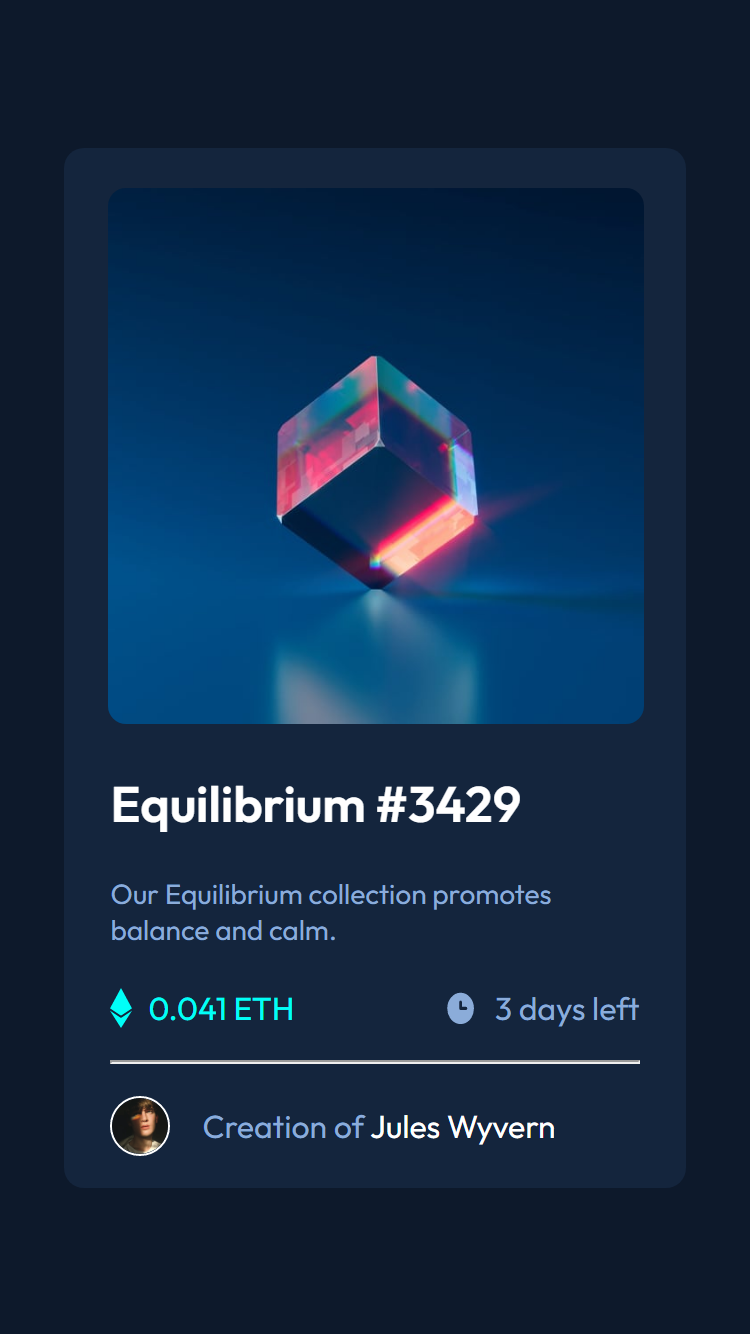 Equilibrium #3429
Our Equilibrium collection promotes
balance and calm.
0.041 ETH
3 days left
Creation of Jules Wyvern